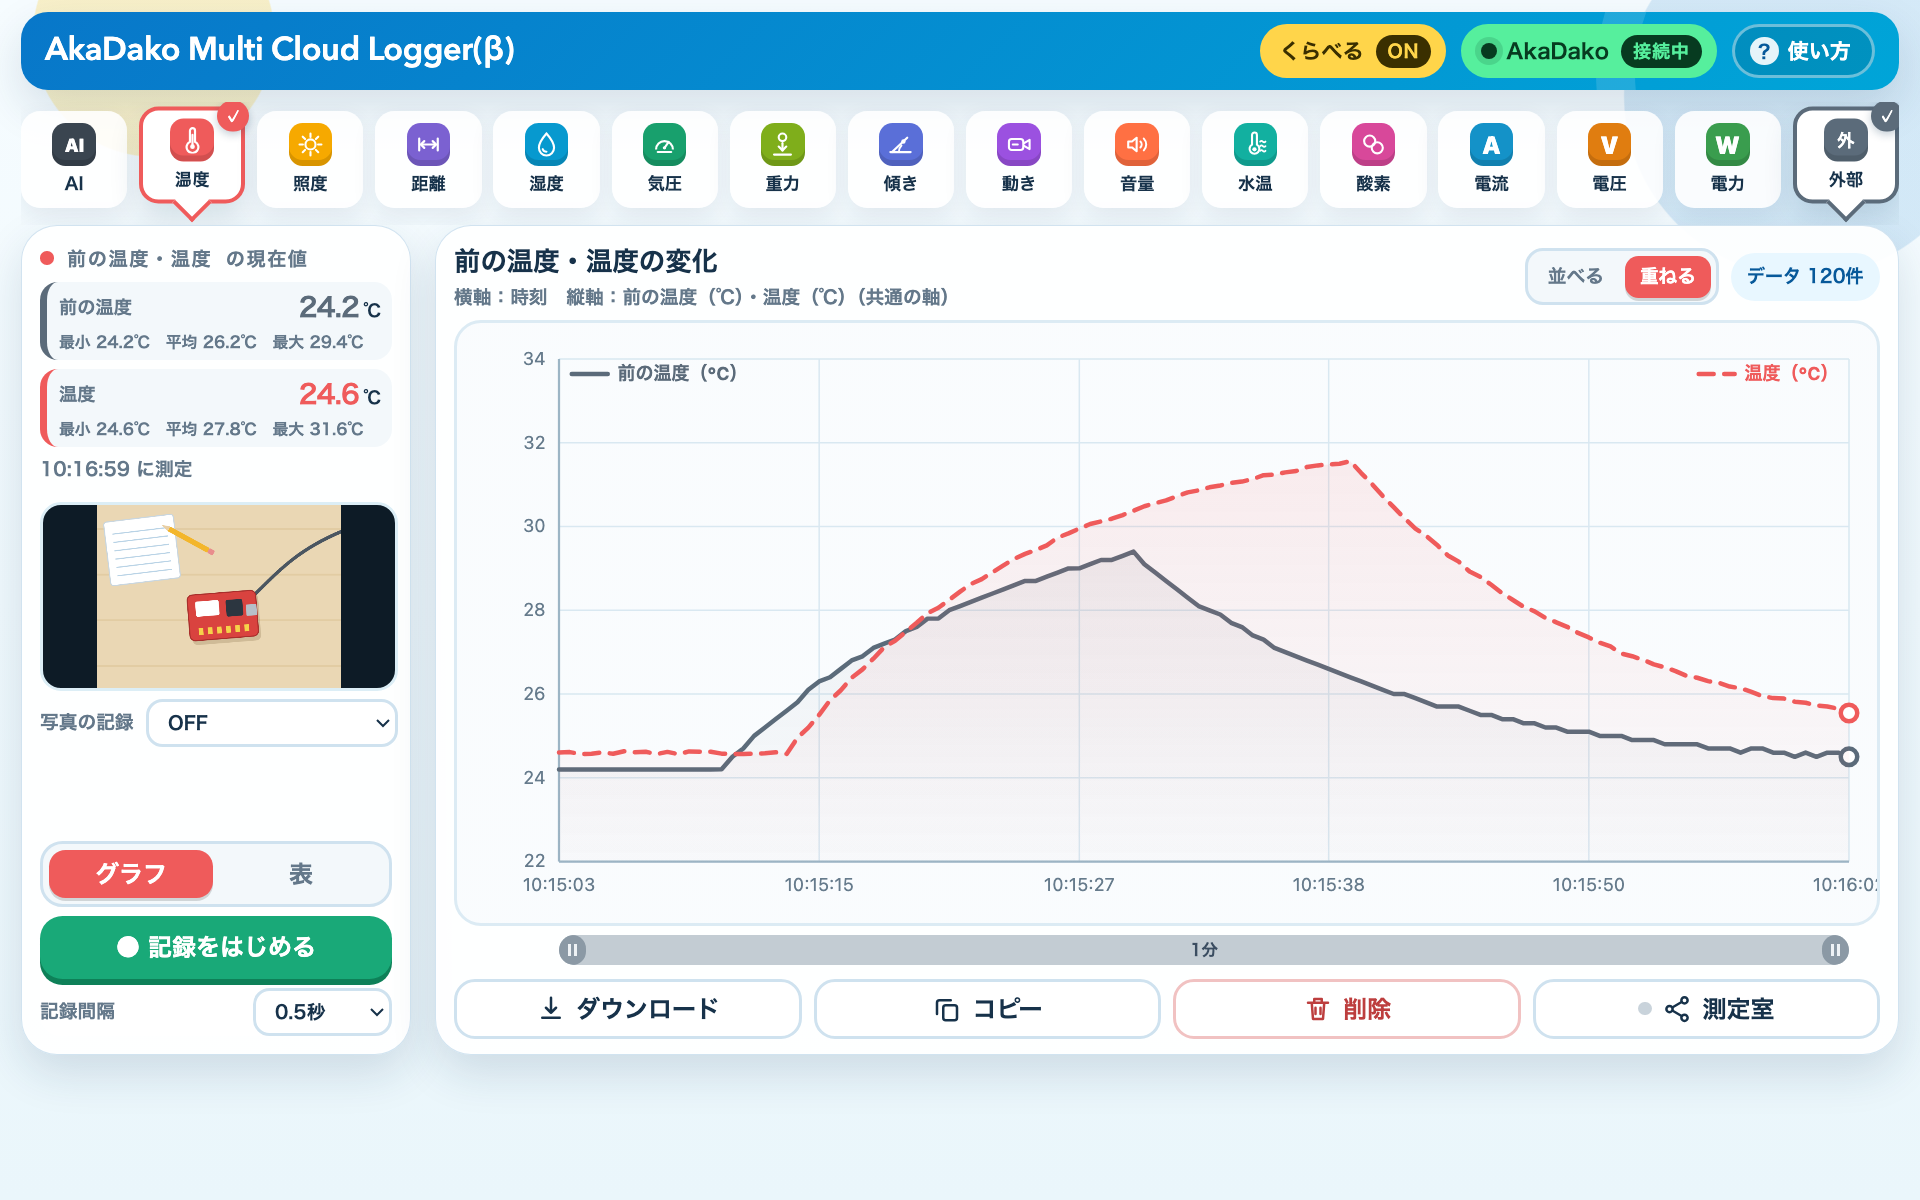 AkaDako Multi Cloud Logger(β)
くらべる ON
AkaDako 接続中
? 使い方
AI AI
温度
照度
距離
湿度
気圧
重力
傾き
動き
音量
水温
酸素
A 電流
V 電圧
W 電力
外 外部
前の温度・温度 の現在値
前の温度 24.2℃
最小 24.2℃ 平均 26.2℃ 最大 29.4℃
温度 24.6℃
最小 24.6℃ 平均 27.8℃ 最大 31.6℃
10:16:59 に測定
写真の記録 OFF
グラフ 表
記録をはじめる
記録間隔 0.5秒
前の温度・温度の変化
横軸：時刻 縦軸：前の温度（℃）・温度（℃）（共通の軸）
並べる 重ねる
データ 120件
前の温度（°C） 温度（°C）
34
32
30
28
26
24
22
10:15:03 10:15:15 10:15:27 10:15:38 10:15:50 10:16:0
1分
ダウンロード コピー 削除 測定室